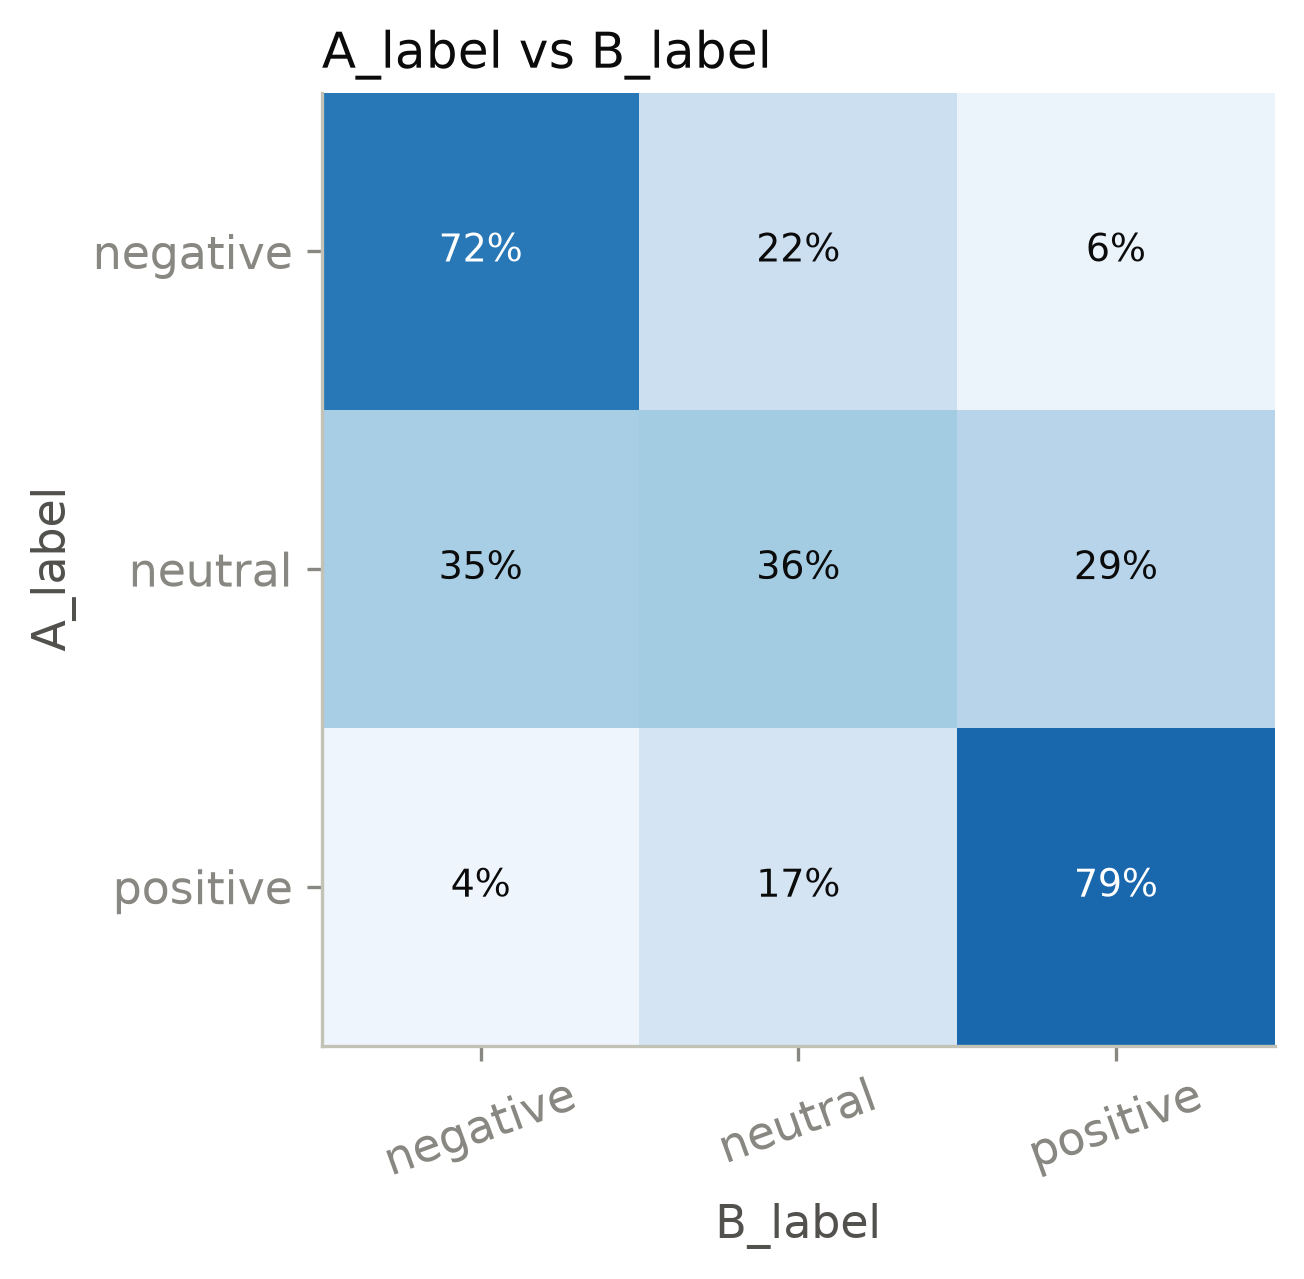 A_label vs B_label
A_label
negative
72% 22% 6%
neutral
35% 36% 29%
positive
4% 17% 79%
negative neutral positive
B_label